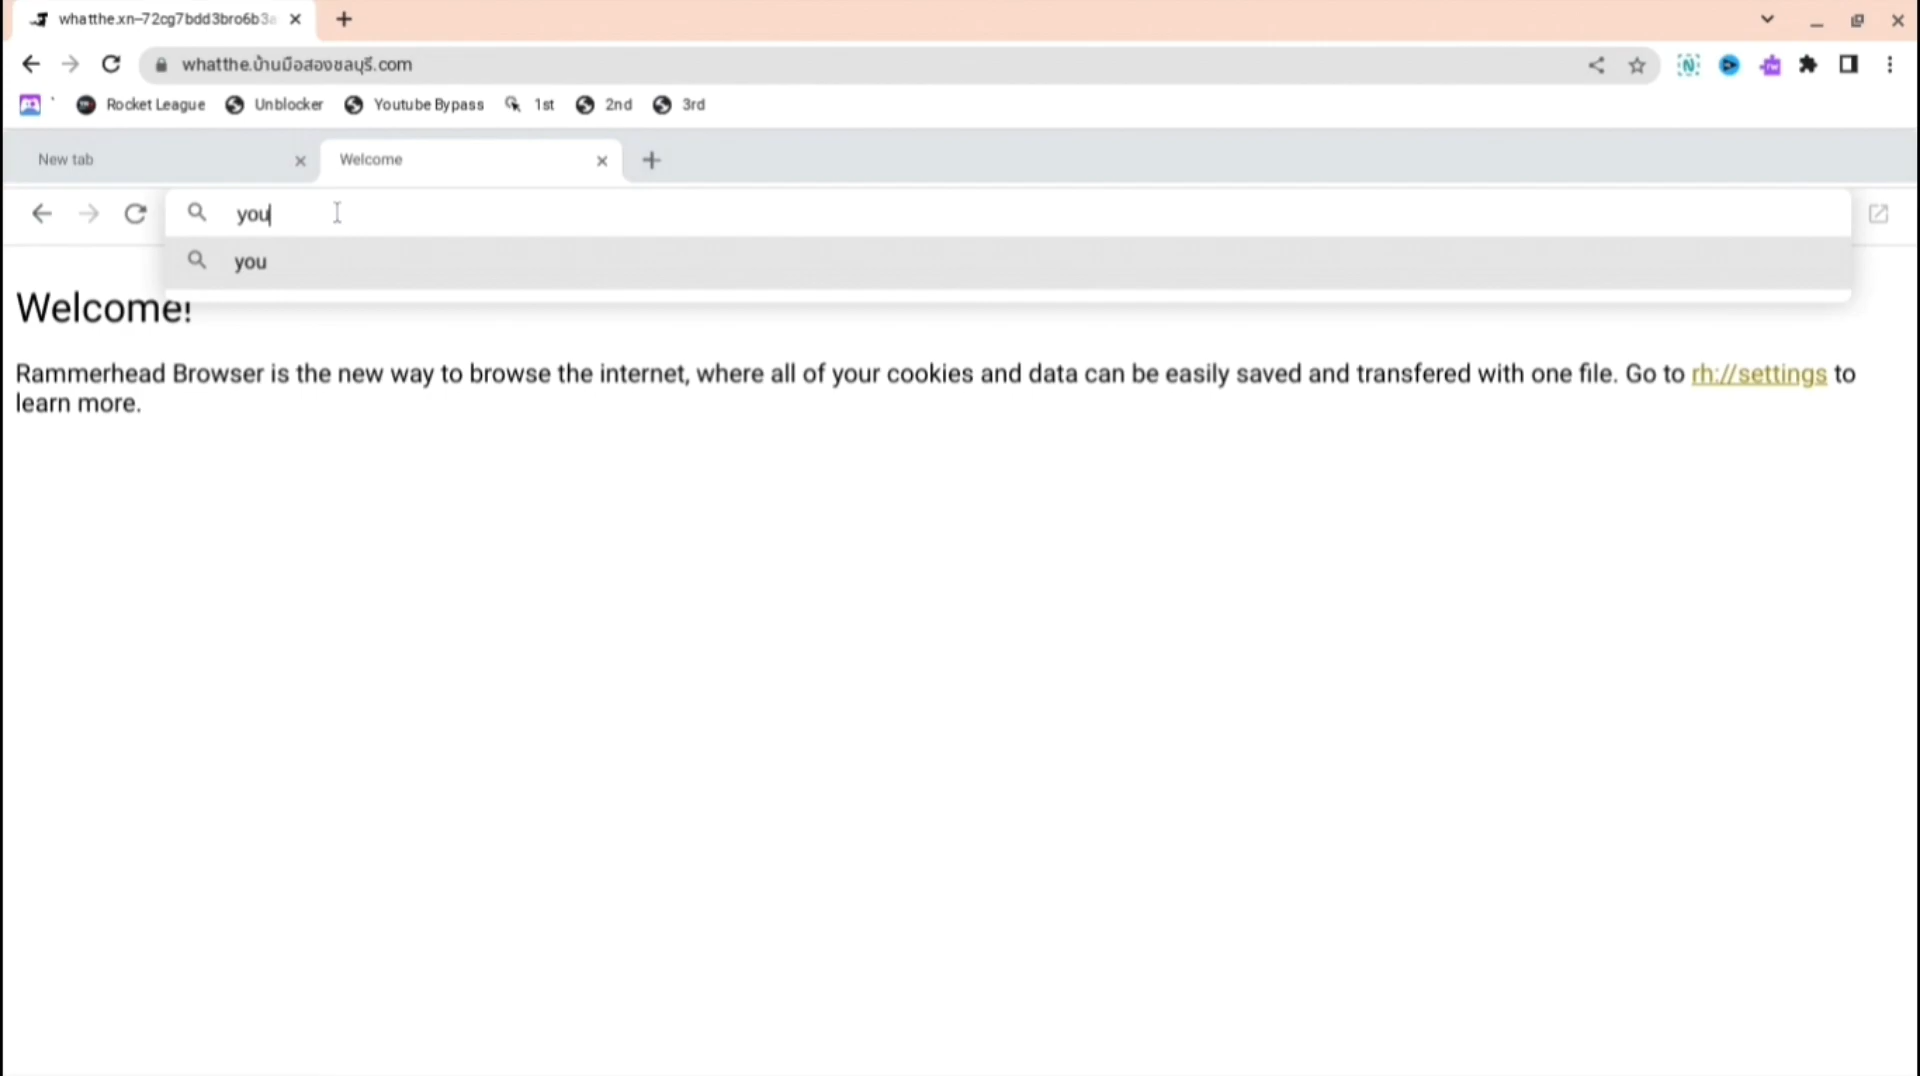 whatthe.xn--72cg7bdd3bro6b3a
whatthe.บ้านมือสองชลบุรี.com
Rocket League Unblocker Youtube Bypass 1st 2nd 3rd
New tab Welcome
you
you
Welcome!
Rammerhead Browser is the new way to browse the internet, where all of your cookies and data can be easily saved and transfered with one file. Go to rh://settings to
learn more.